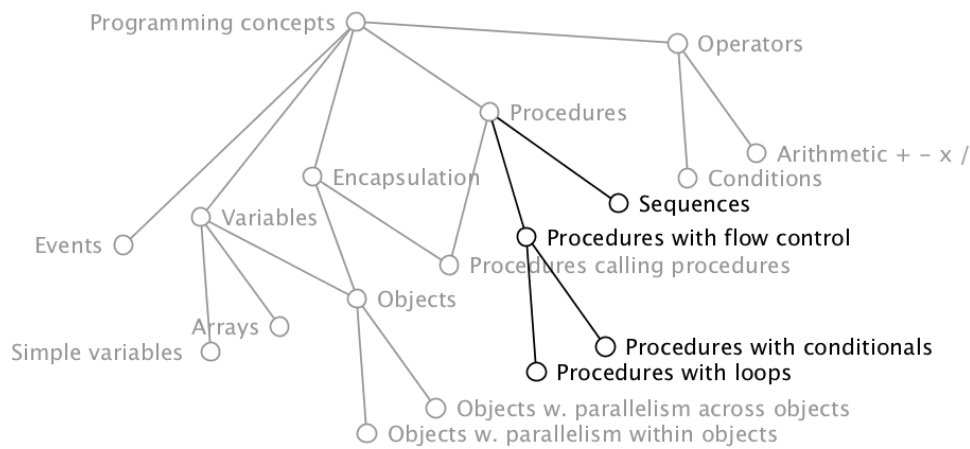 Programming concepts
Operators
Procedures
Arithmetic + - x /
Encapsulation
Conditions
Sequences
Variables
Events
Procedures with flow control
Procedures calling procedures
Objects
Arrays
Simple variables
Procedures with conditionals
Procedures with loops
Objects w. parallelism across objects
Objects w. parallelism within objects